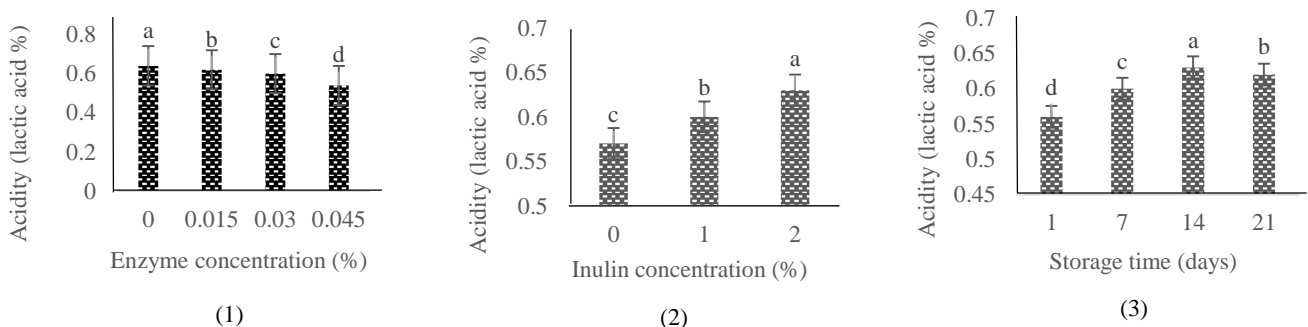 Acidity (lactic acid %)
0.8
0.6
0.4
0.2
0
a
b
c
d
0 0.015 0.03 0.045
Enzyme concentration (%)
(1)
Acidity (lactic acid %)
0.7
0.65
0.6
0.55
0.5
c
b
a
0 1 2
Inulin concentration (%)
(2)
Acidity (lactic acid %)
0.7
0.65
0.6
0.55
0.5
0.45
d
c
a
b
1 7 14 21
Storage time (days)
(3)